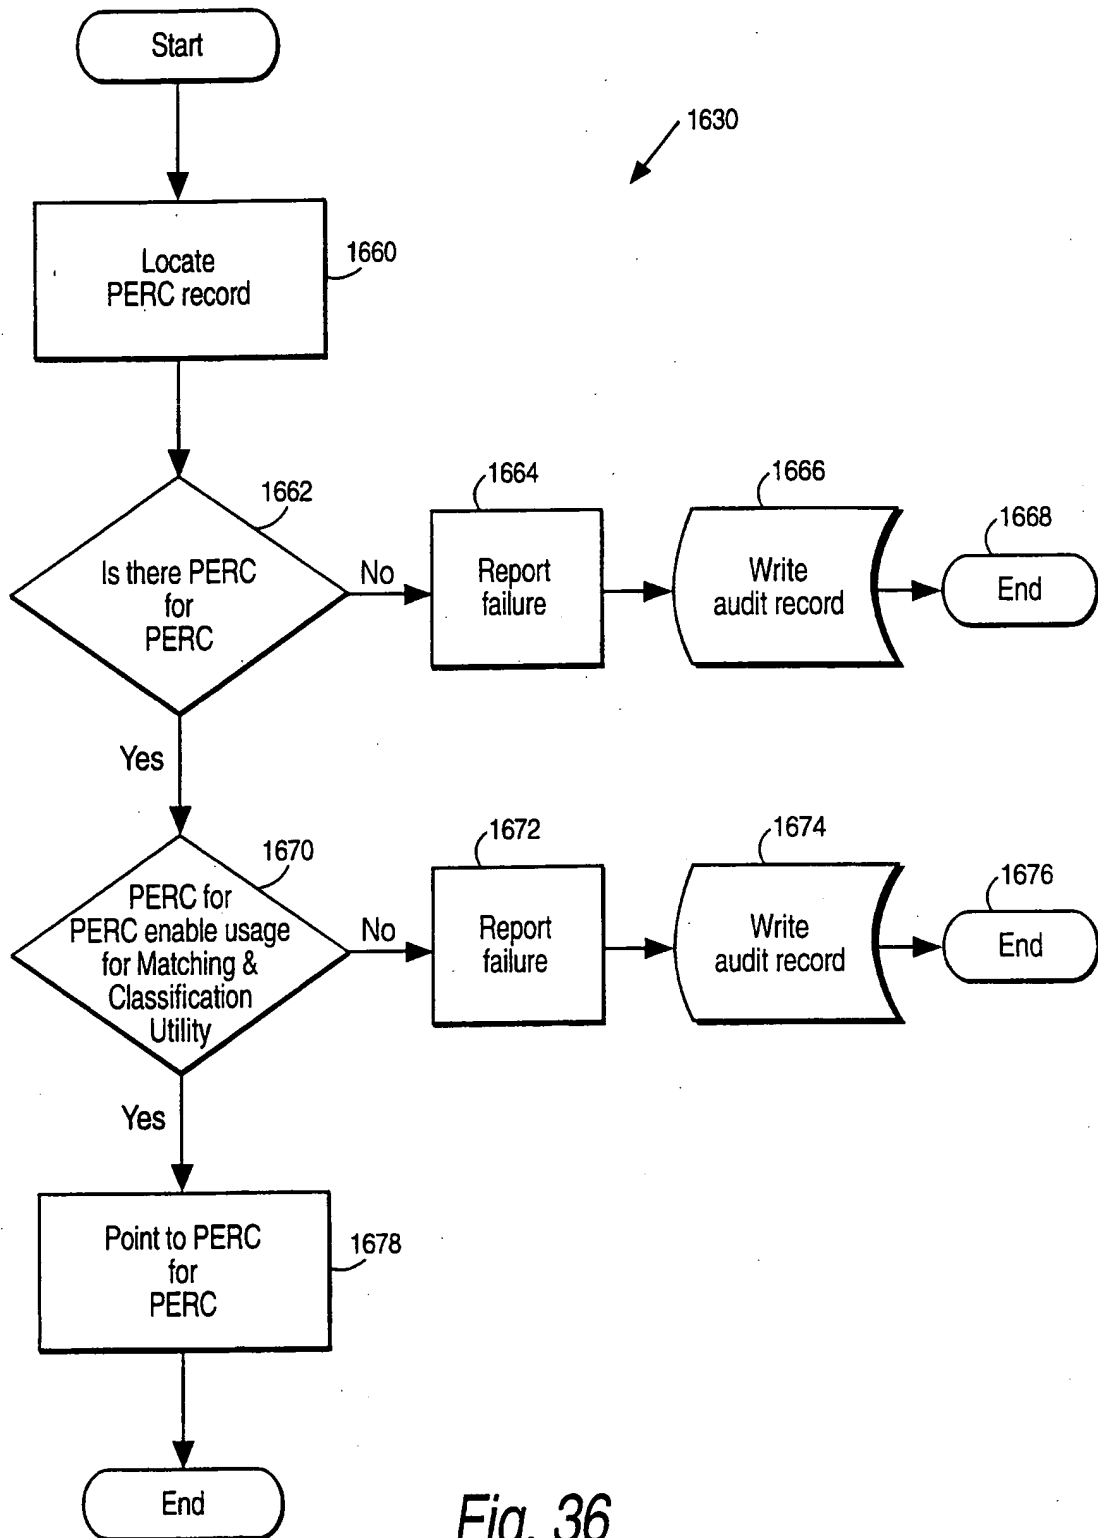 Start
1630
Locate
PERC record
1660
1662
Is there PERC
for
PERC
No
1664
Report
failure
1666
Write
audit record
1668
End
Yes
1670
PERC for
PERC enable usage
for Matching &
Classification
Utility
No
1672
Report
failure
1674
Write
audit record
1676
End
Yes
Point to PERC
for
PERC
1678
End
Fig. 36